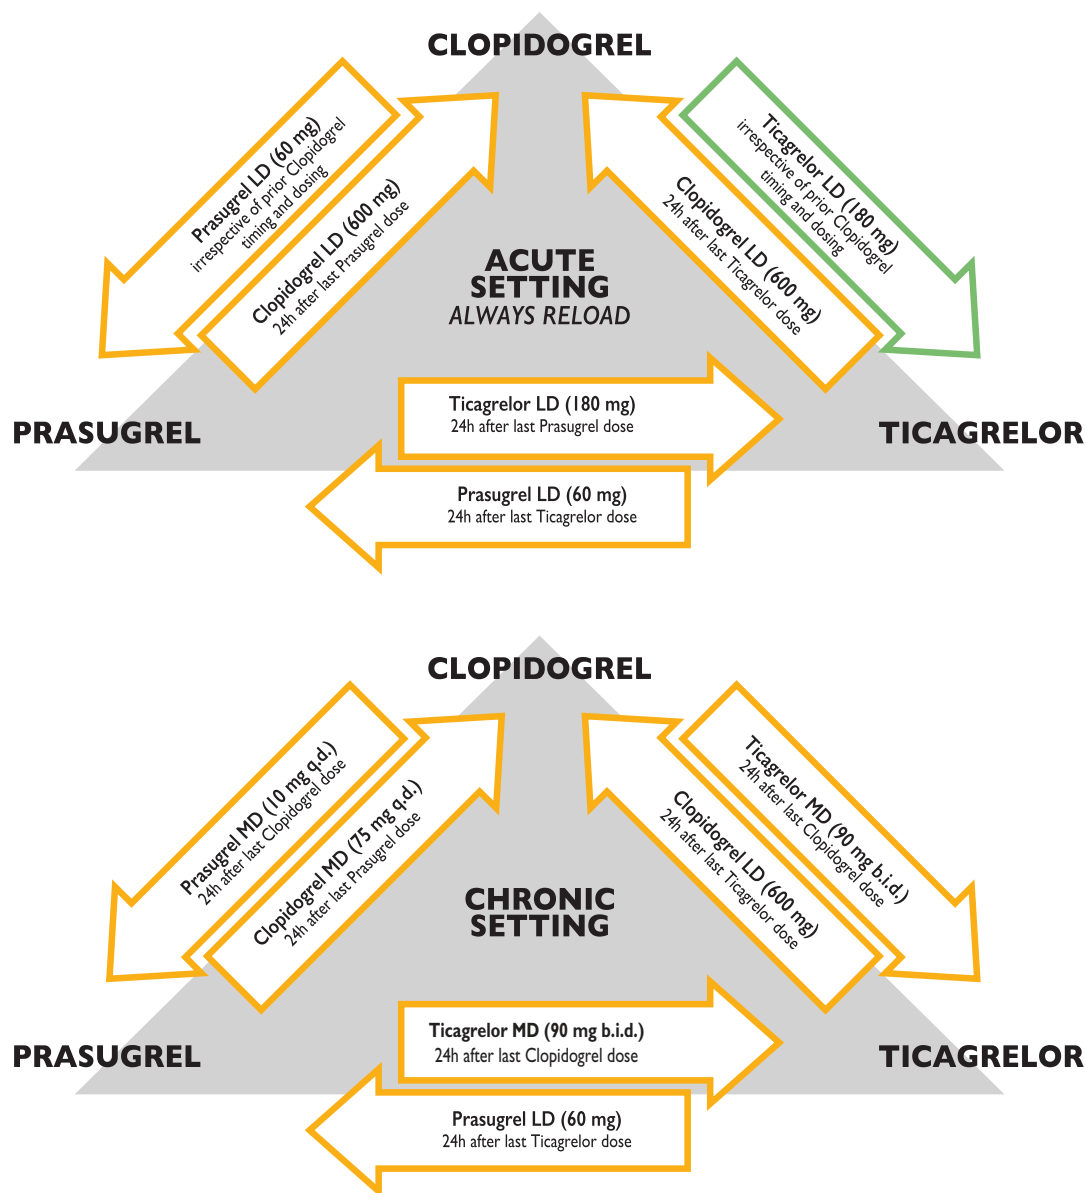 CLOPIDOGREL
Prasugrel LD (60 mg)
irrespective of prior Clopidogrel
timing and dosing
Clopidogrel LD (600 mg)
24h after last Prasugrel dose
Clopidogrel LD (600 mg)
24h after last Ticagrelor dose
Ticagrelor LD (180 mg)
irrespective of prior Clopidogrel
timing and dosing
ACUTE
SETTING
ALWAYS RELOAD
PRASUGREL
TICAGRELOR
Ticagrelor LD (180 mg)
24h after last Prasugrel dose
Prasugrel LD (60 mg)
24h after last Ticagrelor dose
CLOPIDOGREL
Prasugrel MD (10 mg q.d.)
24h after last Clopidogrel dose
Clopidogrel MD (75 mg q.d.)
24h after last Prasugrel dose
Clopidogrel LD (600 mg)
24h after last Ticagrelor dose
Ticagrelor MD (90 mg b.i.d.)
24h after last Clopidogrel dose
CHRONIC
SETTING
PRASUGREL
TICAGRELOR
Ticagrelor MD (90 mg b.i.d.)
24h after last Clopidogrel dose
Prasugrel LD (60 mg)
24h after last Ticagrelor dose